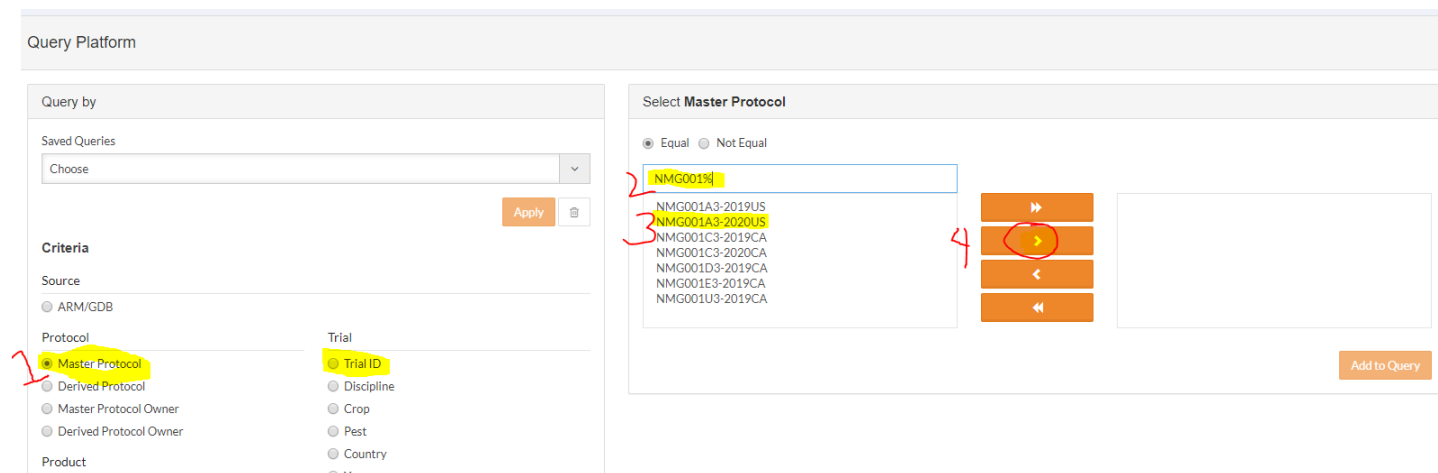 Query Platform
Query by
Saved Queries
Choose
Apply
Criteria
Source
ARM/GDB
Protocol
Trial
1
Master Protocol
Trial ID
Derived Protocol
Discipline
Master Protocol Owner
Crop
Derived Protocol Owner
Pest
Product
Country
Select Master Protocol
Equal Not Equal
2 NMG001%
NMG001A3-2019US
3 NMG001A3-2020US
NMG001C3-2019CA
NMG001C3-2020CA
NMG001D3-2019CA
NMG001E3-2019CA
NMG001U3-2019CA
4
Add to Query